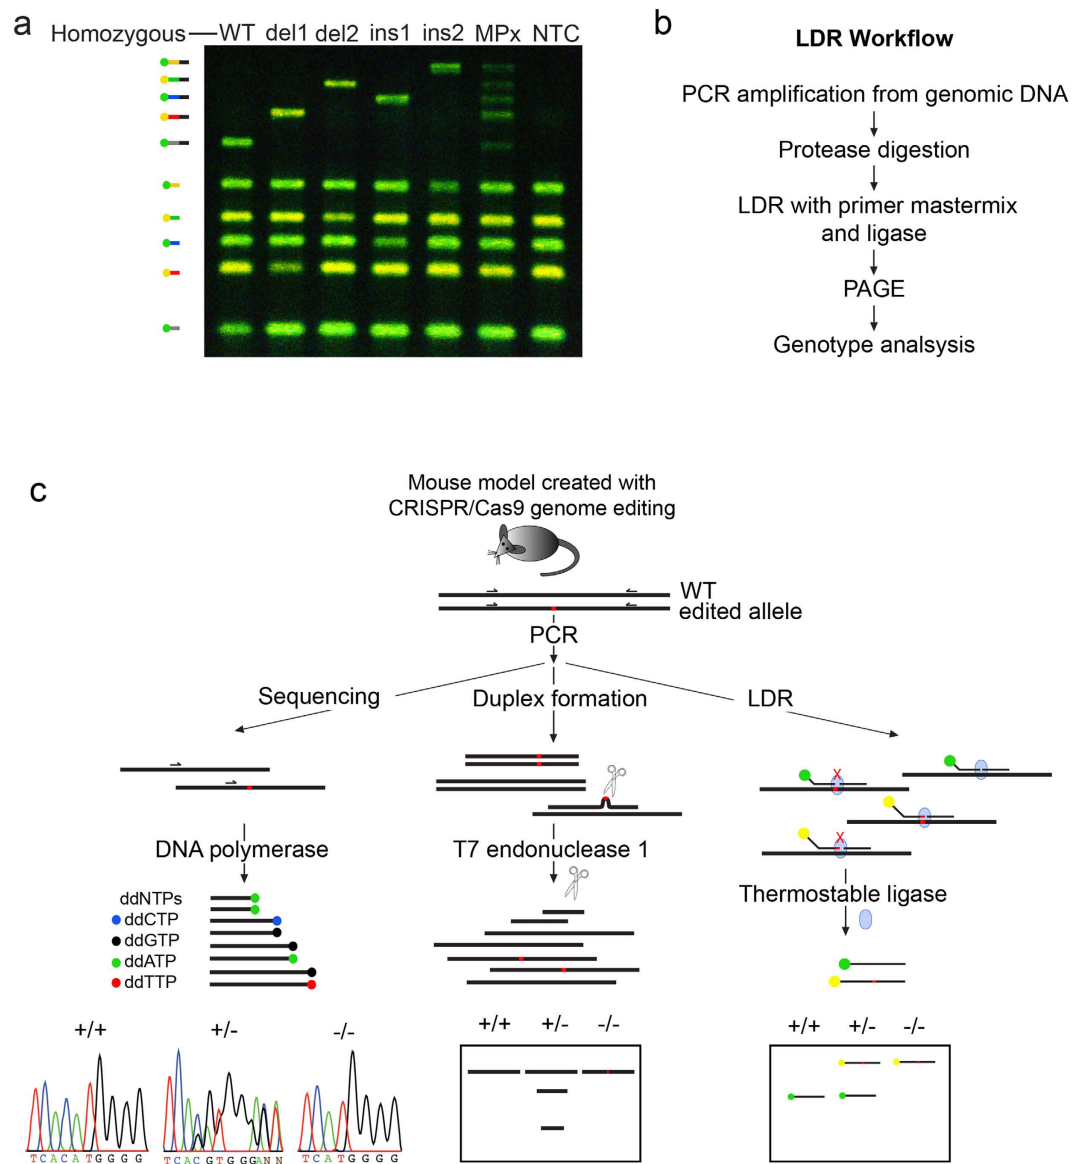 a
Homozygous WT del1 del2 ins1 ins2 MPx NTC
b
LDR Workflow
PCR amplification from genomic DNA
Protease digestion
LDR with primer mastermix
and ligase
PAGE
Genotype analsysis
c
Mouse model created with
CRISPR/Cas9 genome editing
WT
edited allele
PCR
Sequencing
Duplex formation
LDR
X
X
DNA polymerase
T7 endonuclease 1
Thermostable ligase
ddNTPs
ddCTP
ddGTP
ddATP
ddTTP
+/+ +/- -/-
+/+ +/- -/-
+/+ +/- -/-
TCACATGGGG
TCACGTGGGANN
TCATGGGG